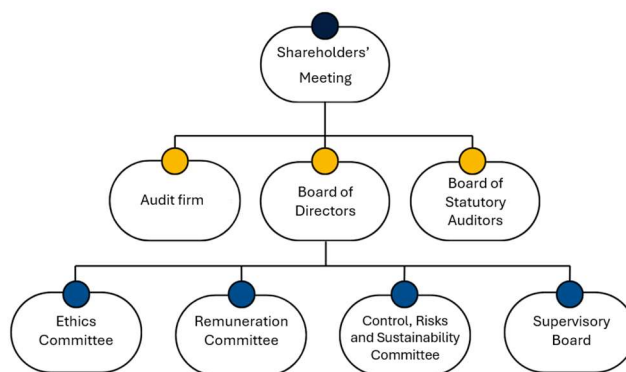 Shareholders'
Meeting
Audit firm
Board of
Directors
Board of
Statutory
Auditors
Ethics
Committee
Remuneration
Committee
Control, Risks
and Sustainability
Committee
Supervisory
Board